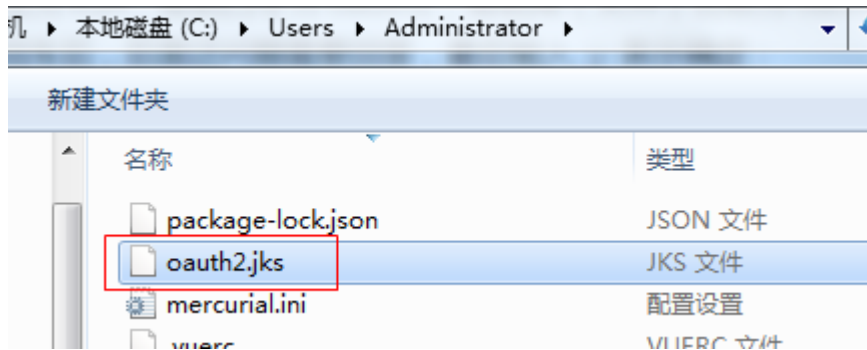 机 ▸ 本地磁盘 (C:) ▸ Users ▸ Administrator ▸
新建文件夹
名称 类型
package-lock.json JSON 文件
oauth2.jks JKS 文件
mercurial.ini 配置设置
.vuerc VUERC 文件